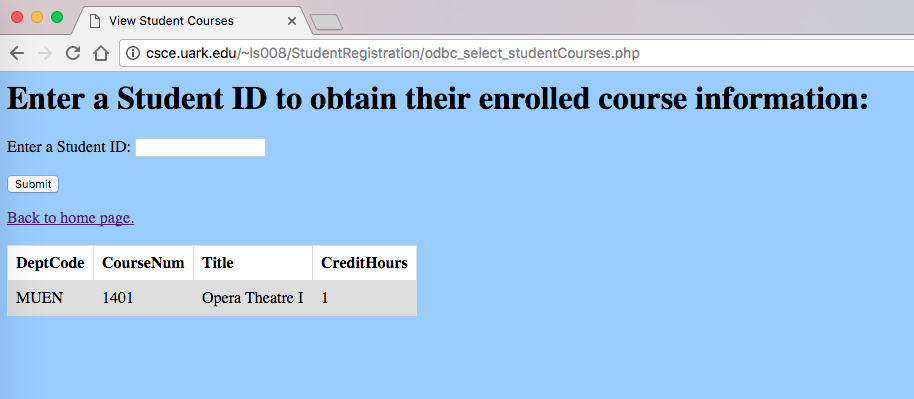 View Student Courses
csce.uark.edu/~ls008/StudentRegistration/odbc_select_studentCourses.php
Enter a Student ID to obtain their enrolled course information:
Enter a Student ID:
Submit
Back to home page.
DeptCode CourseNum Title CreditHours
MUEN 1401 Opera Theatre I 1